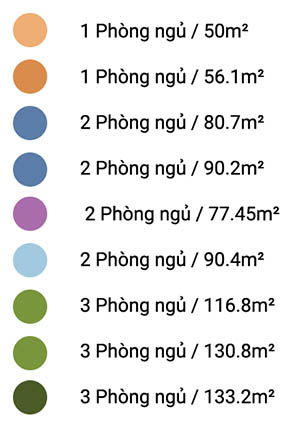 1 Phòng ngủ / 50m²
1 Phòng ngủ / 56.1m²
2 Phòng ngủ / 80.7m²
2 Phòng ngủ / 90.2m²
2 Phòng ngủ / 77.45m²
2 Phòng ngủ / 90.4m²
3 Phòng ngủ / 116.8m²
3 Phòng ngủ / 130.8m²
3 Phòng ngủ / 133.2m²